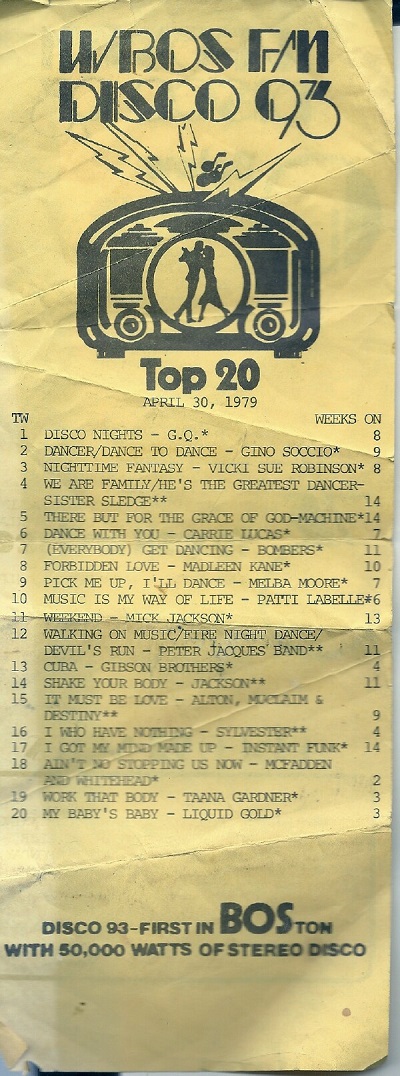 WBOS FM
DISCO 93
Top 20
APRIL 30, 1979
TW WEEKS ON
1 DISCO NIGHTS - G.Q.* 8
2 DANCER/DANCE TO DANCE - GINO SOCCIO* 9
3 NIGHTTIME FANTASY - VICKI SUE ROBINSON* 8
4 WE ARE FAMILY/HE'S THE GREATEST DANCER-
SISTER SLEDGE** 14
5 THERE BUT FOR THE GRACE OF GOD-MACHINE*14
6 DANCE WITH YOU - CARRIE LUCAS* 7
7 (EVERYBODY) GET DANCING - BOMBERS* 11
8 FORBIDDEN LOVE - MADLEEN KANE* 10
9 PICK ME UP, I'LL DANCE - MELBA MOORE* 7
10 MUSIC IS MY WAY OF LIFE - PATTI LABELLE*6
11 WEEKEND - MICK JACKSON* 13
12 WALKING ON MUSIC/FIRE NIGHT DANCE/
DEVIL'S RUN - PETER JACQUES BAND** 11
13 CUBA - GIBSON BROTHERS* 4
14 SHAKE YOUR BODY - JACKSON** 11
15 IT MUST BE LOVE - ALTON, MUCLAIM &
DESTINY** 9
16 I WHO HAVE NOTHING - SYLVESTER** 4
17 I GOT MY MIND MADE UP - INSTANT FUNK* 14
18 AIN'T NO STOPPING US NOW - MCFADDEN
AND WHITEHEAD* 2
19 WORK THAT BODY - TAANA GARDNER* 3
20 MY BABY'S BABY - LIQUID GOLD* 3
DISCO 93-FIRST IN BOSTON
WITH 50,000 WATTS OF STEREO DISCO